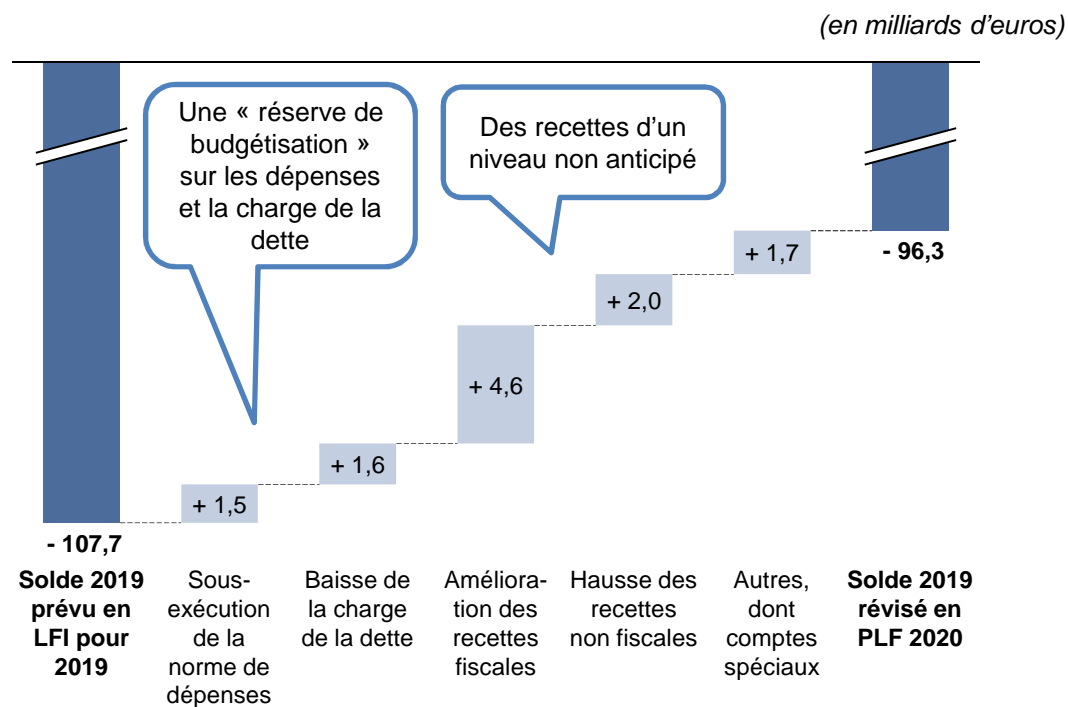 (en milliards d'euros)
Une « réserve de
budgétisation »
sur les dépenses
et la charge de la
dette
Des recettes d'un
niveau non anticipé
- 107,7
+ 1,5
+ 1,6
+ 4,6
+ 2,0
+ 1,7
- 96,3
Solde 2019
prévu en
LFI pour
2019
Sous-
exécution
de la
norme de
dépenses
Baisse de
la charge
de la dette
Améliora-
tion des
recettes
fiscales
Hausse des
recettes
non fiscales
Autres,
dont
comptes
spéciaux
Solde 2019
révisé en
PLF 2020